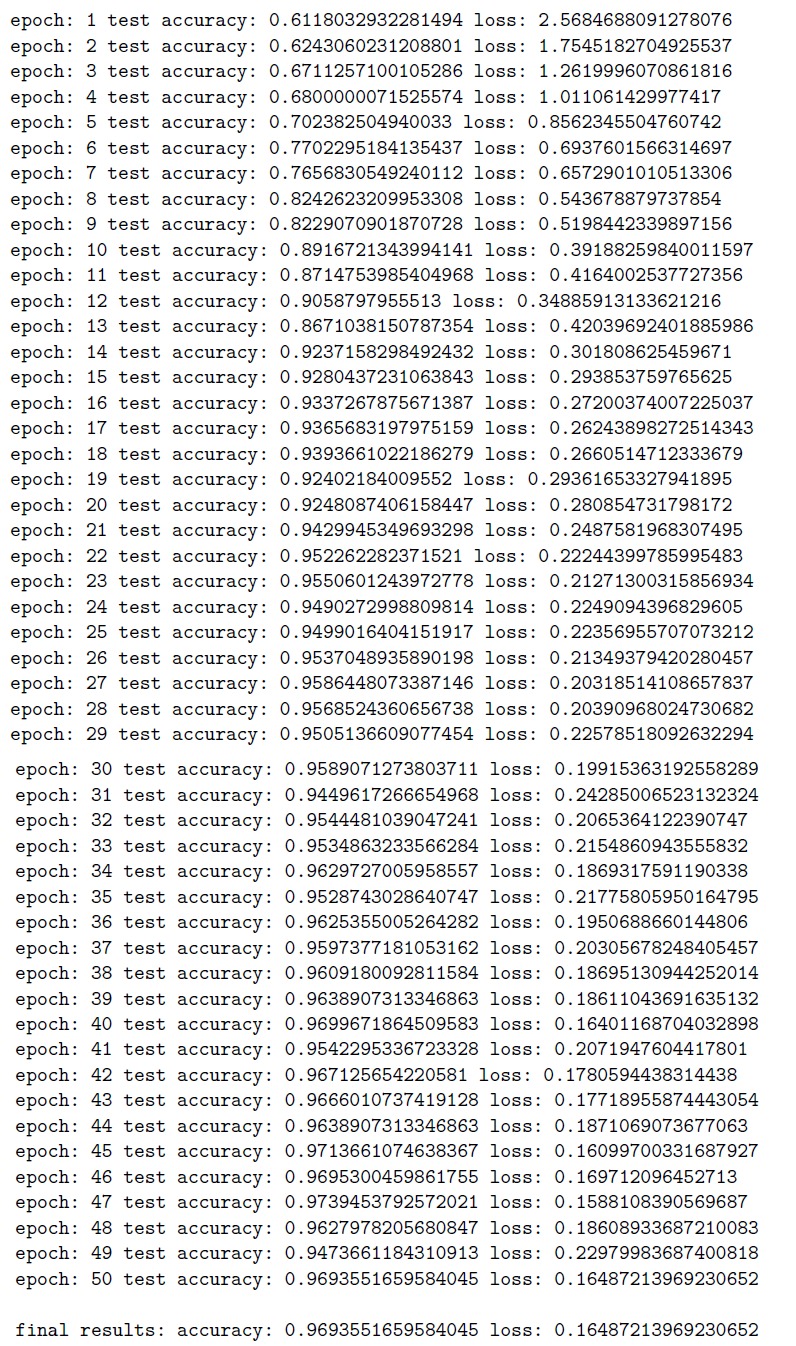 epoch: 1 test accuracy: 0.6118032932281494 loss: 2.5684688091278076
epoch: 2 test accuracy: 0.6243060231208801 loss: 1.7545182704925537
epoch: 3 test accuracy: 0.6711257100105286 loss: 1.2619996070861816
epoch: 4 test accuracy: 0.6800000071525574 loss: 1.011061429977417
epoch: 5 test accuracy: 0.702382504940033 loss: 0.8562345504760742
epoch: 6 test accuracy: 0.7702295184135437 loss: 0.6937601566314697
epoch: 7 test accuracy: 0.7656830549240112 loss: 0.6572901010513306
epoch: 8 test accuracy: 0.8242623209953308 loss: 0.543678879737854
epoch: 9 test accuracy: 0.8229070901870728 loss: 0.5198442339897156
epoch: 10 test accuracy: 0.8916721343994141 loss: 0.39188259840011597
epoch: 11 test accuracy: 0.8714753985404968 loss: 0.4164002537727356
epoch: 12 test accuracy: 0.9058797955513 loss: 0.34885913133621216
epoch: 13 test accuracy: 0.8671038150787354 loss: 0.42039692401885986
epoch: 14 test accuracy: 0.9237158298492432 loss: 0.301808625459671
epoch: 15 test accuracy: 0.9280437231063843 loss: 0.293853759765625
epoch: 16 test accuracy: 0.9337267875671387 loss: 0.27200374007225037
epoch: 17 test accuracy: 0.9365683197975159 loss: 0.26243898272514343
epoch: 18 test accuracy: 0.9393661022186279 loss: 0.2660514712333679
epoch: 19 test accuracy: 0.92402184009552 loss: 0.29361653327941895
epoch: 20 test accuracy: 0.9248087406158447 loss: 0.280854731798172
epoch: 21 test accuracy: 0.9429945349693298 loss: 0.2487581968307495
epoch: 22 test accuracy: 0.952262282371521 loss: 0.22244399785995483
epoch: 23 test accuracy: 0.9550601243972778 loss: 0.21271300315856934
epoch: 24 test accuracy: 0.9490272998809814 loss: 0.2249094396829605
epoch: 25 test accuracy: 0.9499016404151917 loss: 0.22356955707073212
epoch: 26 test accuracy: 0.9537048935890198 loss: 0.21349379420280457
epoch: 27 test accuracy: 0.9586448073387146 loss: 0.20318514108657837
epoch: 28 test accuracy: 0.9568524360656738 loss: 0.20390968024730682
epoch: 29 test accuracy: 0.9505136609077454 loss: 0.22578518092632294
epoch: 30 test accuracy: 0.9589071273803711 loss: 0.19915363192558289
epoch: 31 test accuracy: 0.9449617266654968 loss: 0.24285006523132324
epoch: 32 test accuracy: 0.9544481039047241 loss: 0.2065364122390747
epoch: 33 test accuracy: 0.9534863233566284 loss: 0.2154860943555832
epoch: 34 test accuracy: 0.9629727005958557 loss: 0.1869317591190338
epoch: 35 test accuracy: 0.9528743028640747 loss: 0.21775805950164795
epoch: 36 test accuracy: 0.9625355005264282 loss: 0.1950688660144806
epoch: 37 test accuracy: 0.9597377181053162 loss: 0.20305678248405457
epoch: 38 test accuracy: 0.9609180092811584 loss: 0.18695130944252014
epoch: 39 test accuracy: 0.9638907313346863 loss: 0.18611043691635132
epoch: 40 test accuracy: 0.9699671864509583 loss: 0.16401168704032898
epoch: 41 test accuracy: 0.9542295336723328 loss: 0.2071947604417801
epoch: 42 test accuracy: 0.967125654220581 loss: 0.1780594438314438
epoch: 43 test accuracy: 0.9666010737419128 loss: 0.17718955874443054
epoch: 44 test accuracy: 0.9638907313346863 loss: 0.1871069073677063
epoch: 45 test accuracy: 0.9713661074638367 loss: 0.16099700331687927
epoch: 46 test accuracy: 0.9695300459861755 loss: 0.169712096452713
epoch: 47 test accuracy: 0.9739453792572021 loss: 0.1588108390569687
epoch: 48 test accuracy: 0.9627978205680847 loss: 0.18608933687210083
epoch: 49 test accuracy: 0.9473661184310913 loss: 0.22979983687400818
epoch: 50 test accuracy: 0.9693551659584045 loss: 0.16487213969230652
final results: accuracy: 0.9693551659584045 loss: 0.16487213969230652